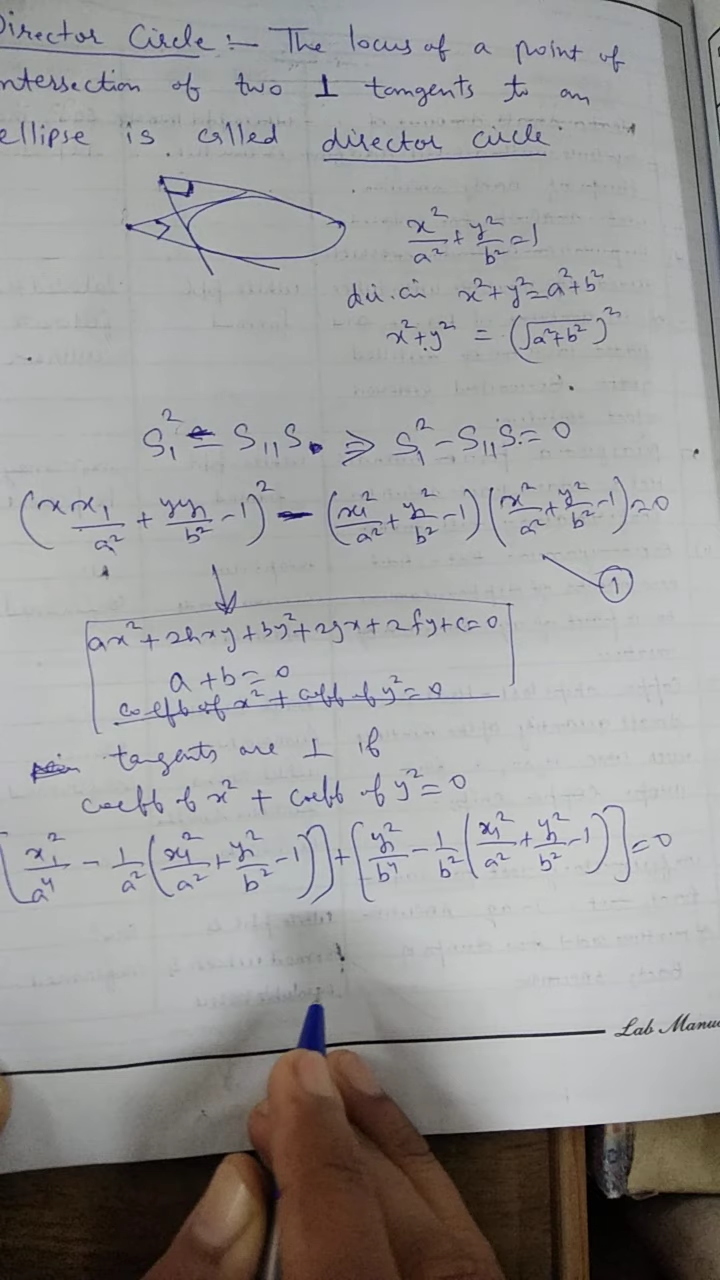 Director Circle :- The locus of a point of
intersection of two ⊥ tangents to an
ellipse is called director circle.
x²/a² + y²/b² = 1
dir. cir x²+y²=a²+b²
x²+y² = (√a²+b²)²
S₁² = S₁₁S. ⇒ S₁² - S₁₁S = 0
(xx₁/a² + yy₁/b² - 1)² - (x₁²/a² + y₁²/b² - 1)(x²/a² + y²/b² - 1) = 0
①
ax² + 2hxy + by² + 2gx + 2fy + c = 0
a + b = 0
coeff of x² + coff of y² = 0
tangents are ⊥ if
coeff of x² + coeff of y² = 0
[x₁²/a⁴ - 1/a²(x₁²/a² + y₁²/b² - 1)] + [y₁²/b⁴ - 1/b²(x₁²/a² + y₁²/b² - 1)] = 0
Lab Manu